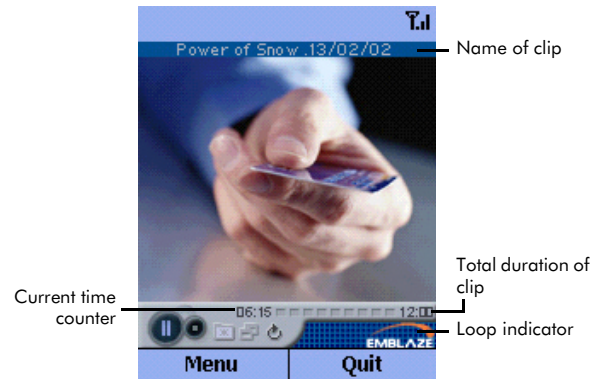 Power of Snow .13/02/02
Name of clip
Total duration of
clip
Current time
counter
06:15
12:00
Loop indicator
EMBLAZE
Menu
Quit